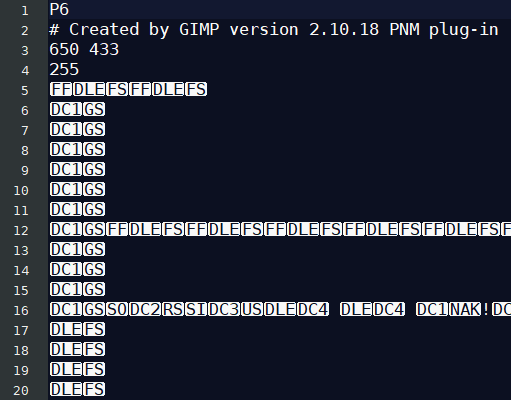 1 P6
2 # Created by GIMP version 2.10.18 PNM plug-in
3 650 433
4 255
5 FFDLEFSFFDLEFS
6 DC1GS
7 DC1GS
8 DC1GS
9 DC1GS
10 DC1GS
11 DC1GS
12 DC1GSFFDLEFSFFDLEFSFFDLEFSFFDLEFSFFDLEFSF
13 DC1GS
14 DC1GS
15 DC1GS
16 DC1GSSODC2RSSIDC3USDLEDC4 DLEDC4 DC1NAK!DC
17 DLEFS
18 DLEFS
19 DLEFS
20 DLEFS